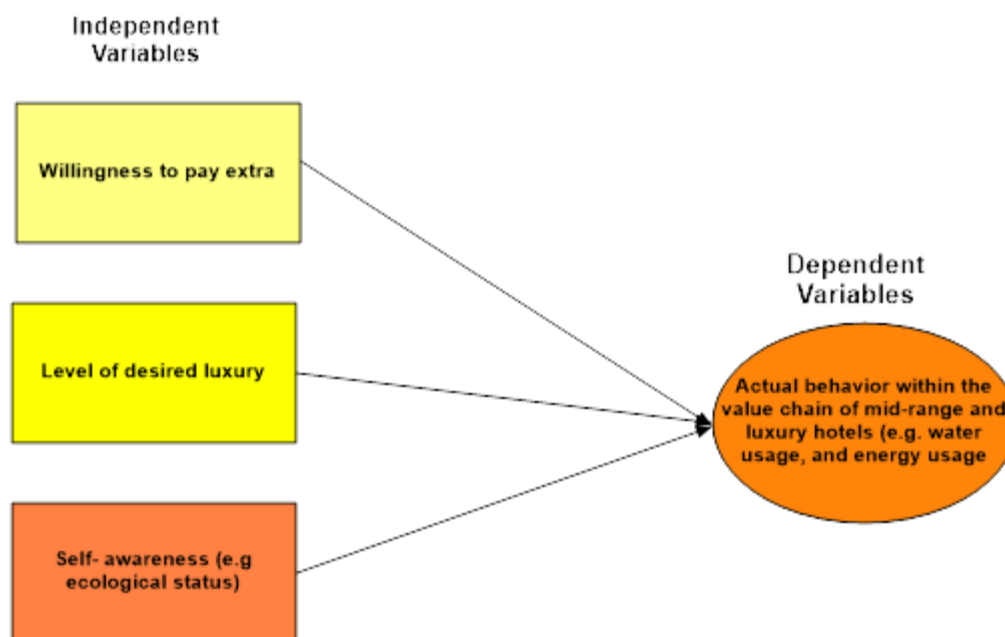 Independent
Variables
Willingness to pay extra
Level of desired luxury
Self- awareness (e.g
ecological status)
Dependent
Variables
Actual behavior within the
value chain of mid-range and
luxury hotels (e.g. water
usage, and energy usage